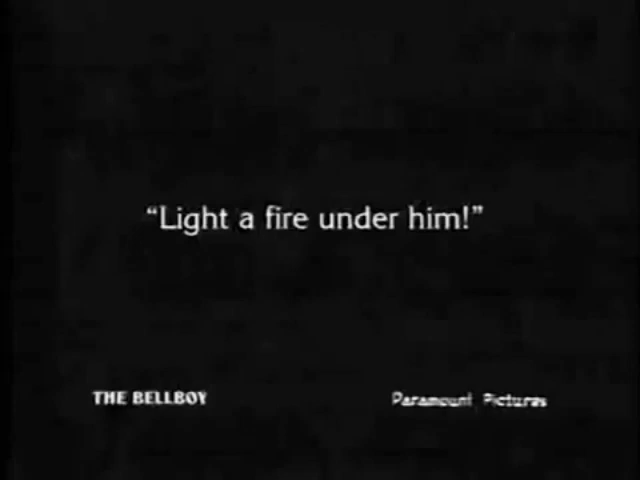 “Light a fire under him!”
THE BELLBOY
Paramount Pictures